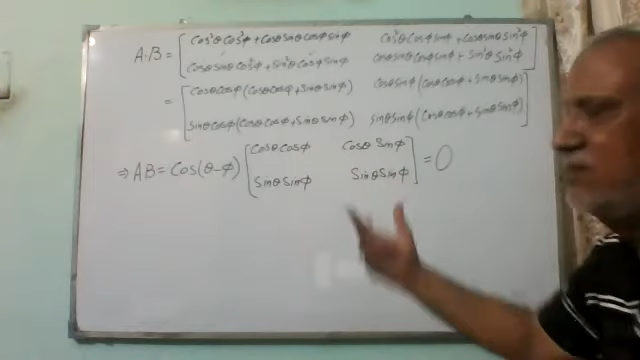 A·B = [ cos²θ cos²φ + cosθ sinθ cosφ sinφ   cos²θ cosφ sinφ + cosθ sinθ sin²φ
cosθ sinθ cos²φ + sin²θ cosφ sinφ   cosθ sinθ cosφ sinφ + sin²θ sin²φ ]
= [ cosθ cosφ (cosθ cosφ + sinθ sinφ)   cosθ sinφ (cosθ cosφ + sinθ sinφ)
sinθ cosφ (cosθ cosφ + sinθ sinφ)   sinθ sinφ (cosθ cosφ + sinθ sinφ) ]
⇒ AB = Cos(θ-φ) [ cosθ cosφ   cosθ sinφ
sinθ sinφ   sinθ sinφ ] = 0